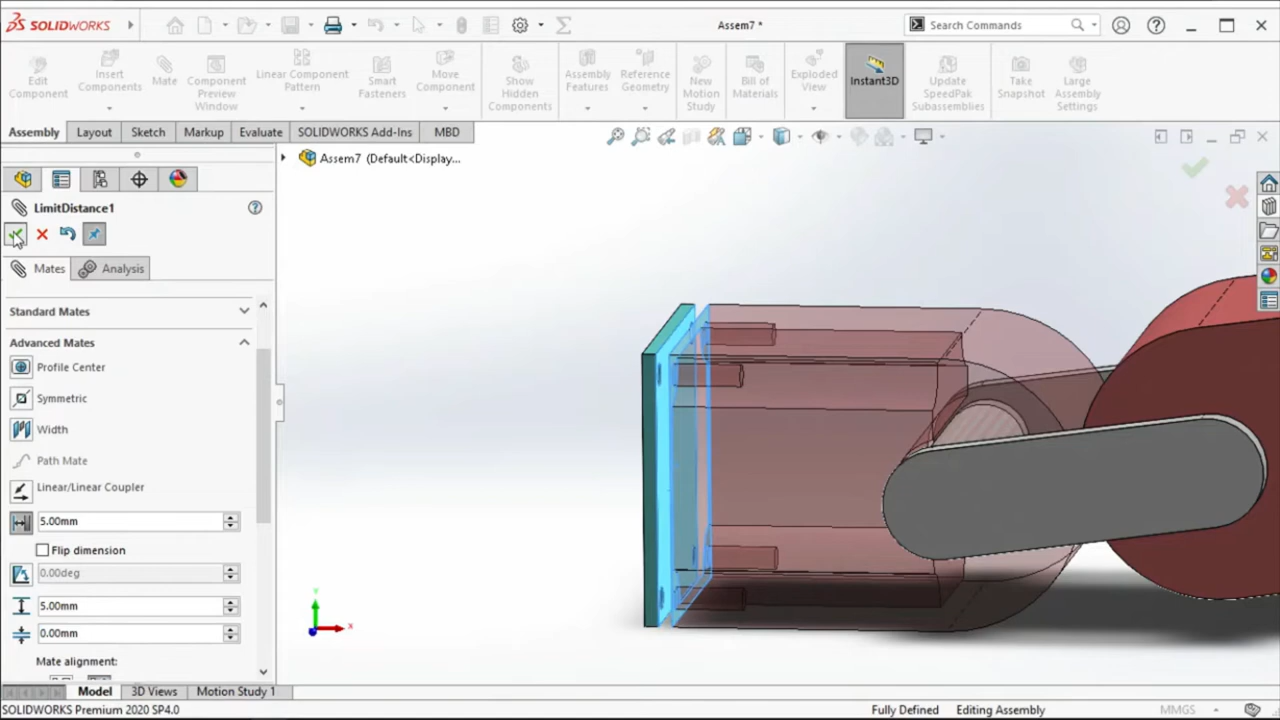 SOLIDWORKS
Assem7 *
Search Commands
Edit Component
Insert Components
Mate
Component Preview Window
Linear Component Pattern
Smart Fasteners
Move Component
Show Hidden Components
Assembly Features
Reference Geometry
New Motion Study
Bill of Materials
Exploded View
Instant3D
Update SpeedPak Subassemblies
Take Snapshot
Large Assembly Settings
Assembly
Layout
Sketch
Markup
Evaluate
SOLIDWORKS Add-Ins
MBD
Assem7 (Default<Display...
LimitDistance1
Mates
Analysis
Standard Mates
Advanced Mates
Profile Center
Symmetric
Width
Path Mate
Linear/Linear Coupler
5.00mm
Flip dimension
0.00deg
5.00mm
0.00mm
Mate alignment:
Y
x
Model
3D Views
Motion Study 1
SOLIDWORKS Premium 2020 SP4.0
Fully Defined
Editing Assembly
MMGS